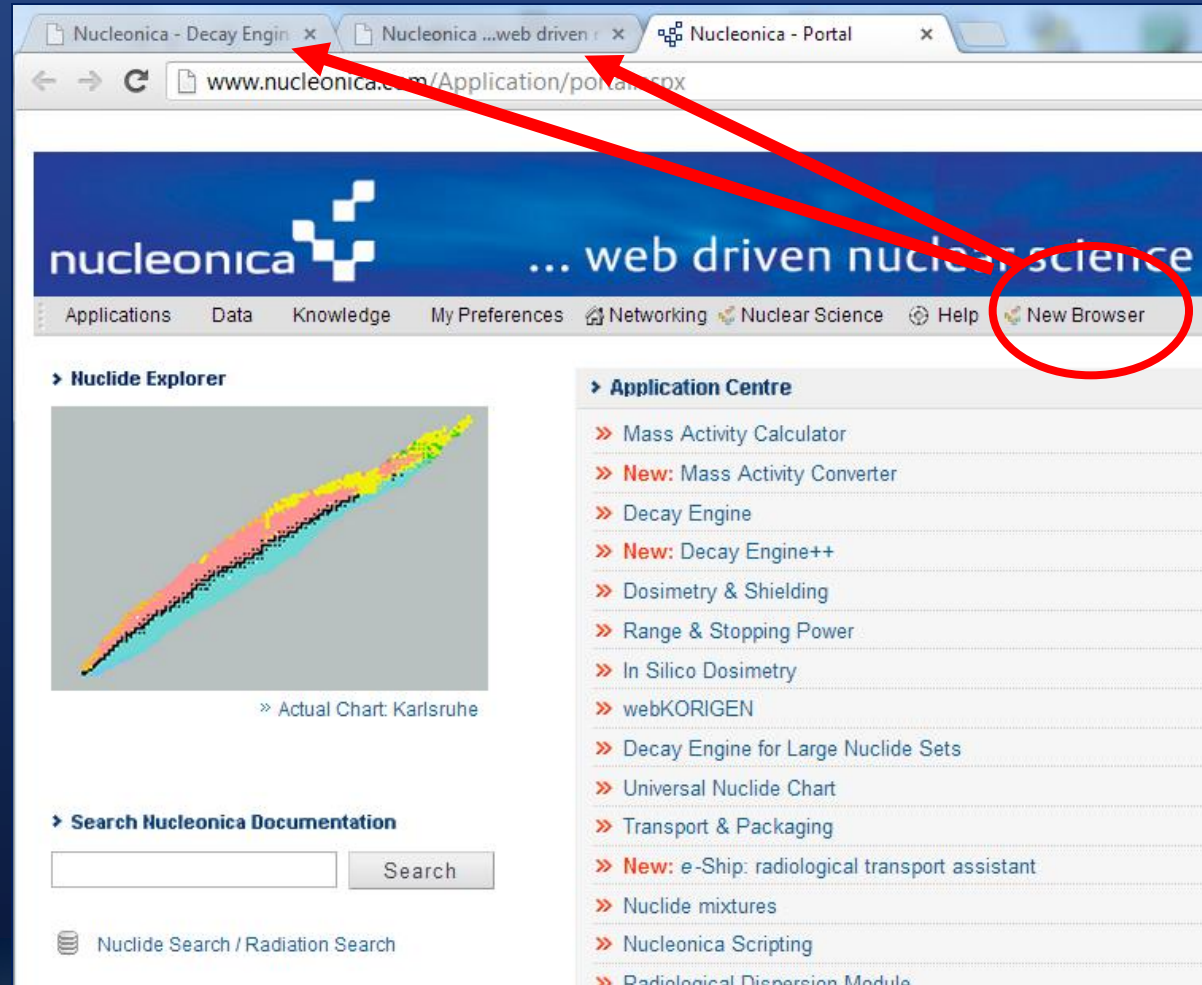 Nucleonica - Decay Engin
Nucleonica ...web driven
Nucleonica - Portal
www.nucleonica.com/Application/portal.aspx
nucleonica
... web driven nuclear science
Applications Data Knowledge My Preferences Networking Nuclear Science Help New Browser
Nuclide Explorer
» Actual Chart: Karlsruhe
Search Nucleonica Documentation
Search
Nuclide Search / Radiation Search
Application Centre
» Mass Activity Calculator
» New: Mass Activity Converter
» Decay Engine
» New: Decay Engine++
» Dosimetry & Shielding
» Range & Stopping Power
» In Silico Dosimetry
» webKORIGEN
» Decay Engine for Large Nuclide Sets
» Universal Nuclide Chart
» Transport & Packaging
» New: e-Ship: radiological transport assistant
» Nuclide mixtures
» Nucleonica Scripting
» Radiological Dispersion Module